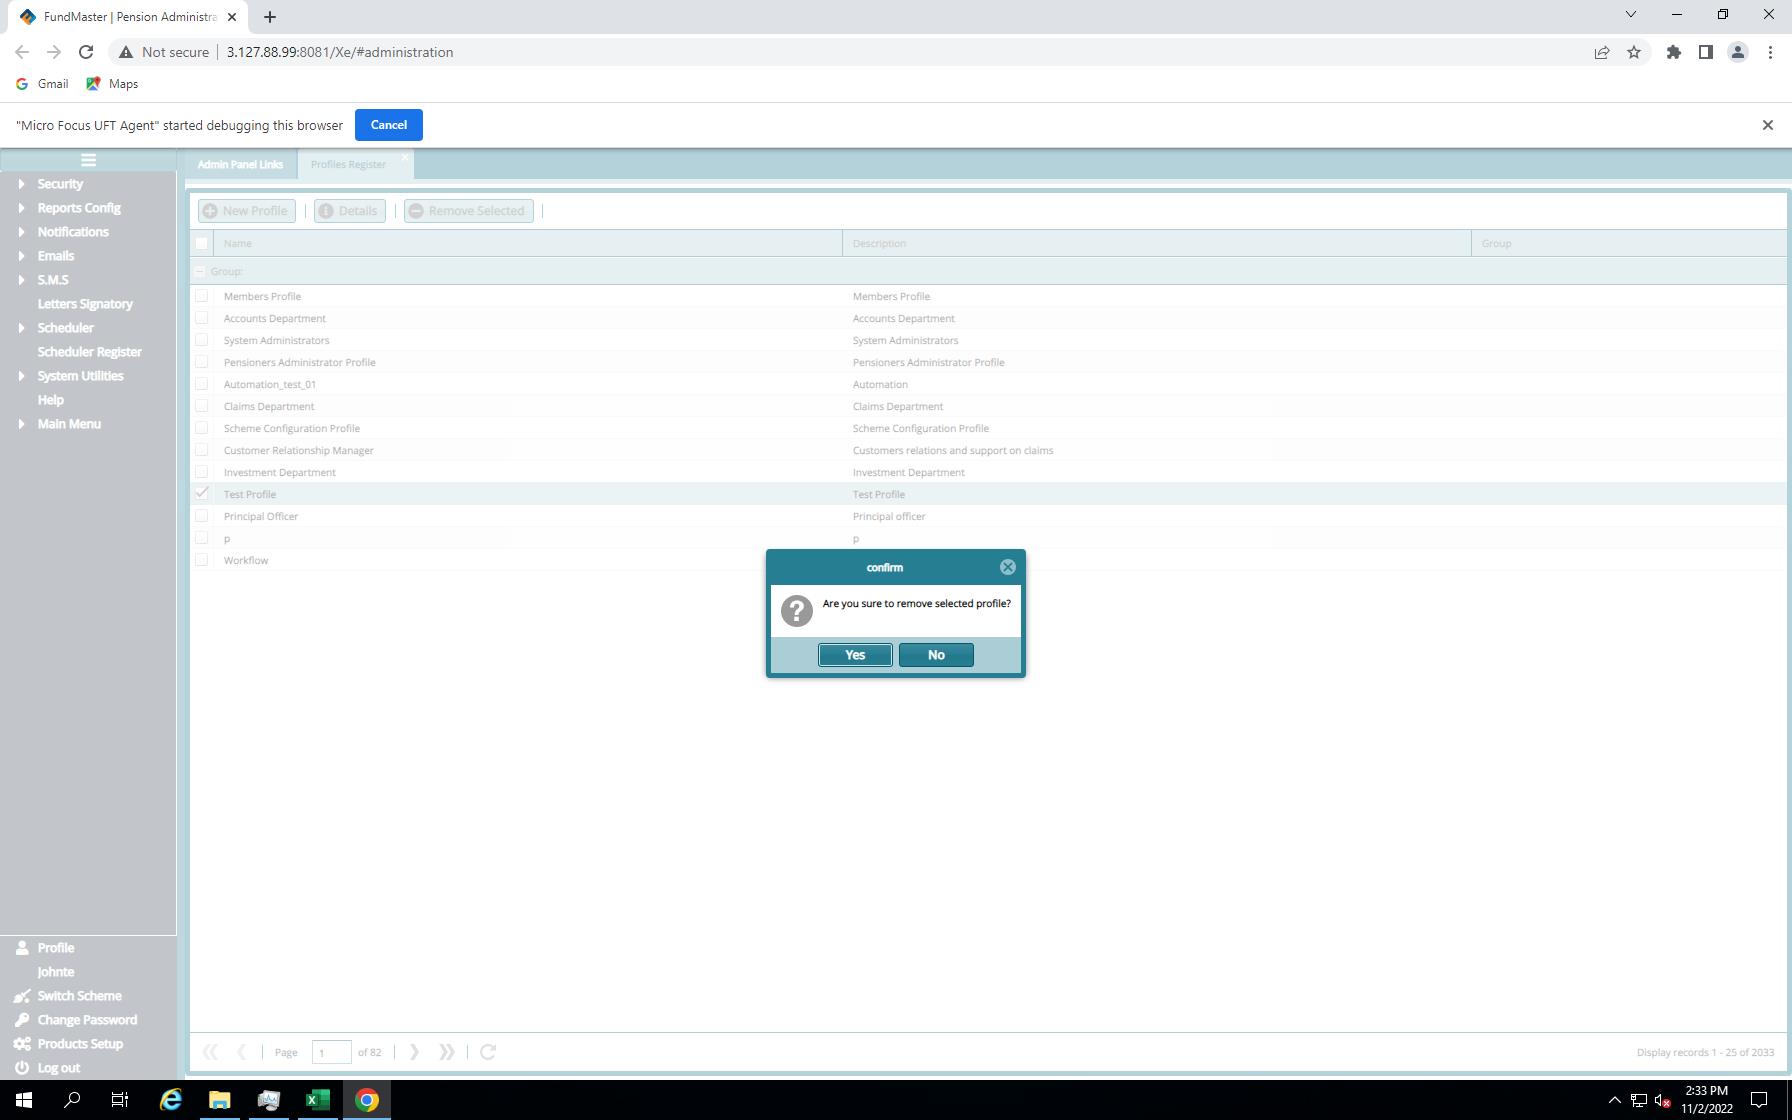 FundMaster | Pension Administra
Not secure
3.127.88.99:8081/Xe/#administration
Gmail
Maps
"Micro Focus UFT Agent" started debugging this browser
Cancel
Security
Reports Config
Notifications
Emails
S.M.S
Letters Signatory
Scheduler
Scheduler Register
System Utilities
Help
Main Menu
Profile
Johnte
Switch Scheme
Change Password
Products Setup
Log out
Admin Panel Links
Profiles Register
New Profile
Details
Remove Selected
Name Description Group
Group:
Members Profile Members Profile
Accounts Department Accounts Department
System Administrators System Administrators
Pensioners Administrator Profile Pensioners Administrator Profile
Automation_test_01 Automation
Claims Department Claims Department
Scheme Configuration Profile Scheme Configuration Profile
Customer Relationship Manager Customers relations and support on claims
Investment Department Investment Department
Test Profile Test Profile
Principal Officer Principal officer
p p
Workflow
confirm
Are you sure to remove selected profile?
Yes No
Page 1 of 82
Display records 1 - 25 of 2033
2:33 PM
11/2/2022